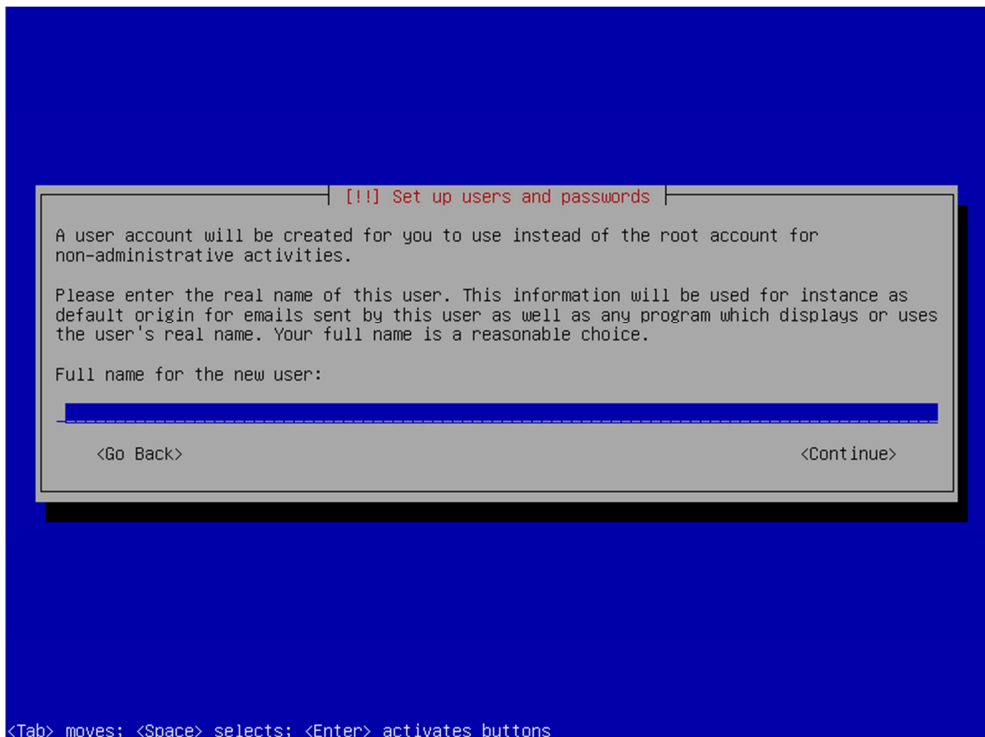 [!!] Set up users and passwords
A user account will be created for you to use instead of the root account for
non-administrative activities.
Please enter the real name of this user. This information will be used for instance as
default origin for emails sent by this user as well as any program which displays or uses
the user's real name. Your full name is a reasonable choice.
Full name for the new user:
<Go Back> <Continue>
<Tab> moves; <Space> selects; <Enter> activates buttons